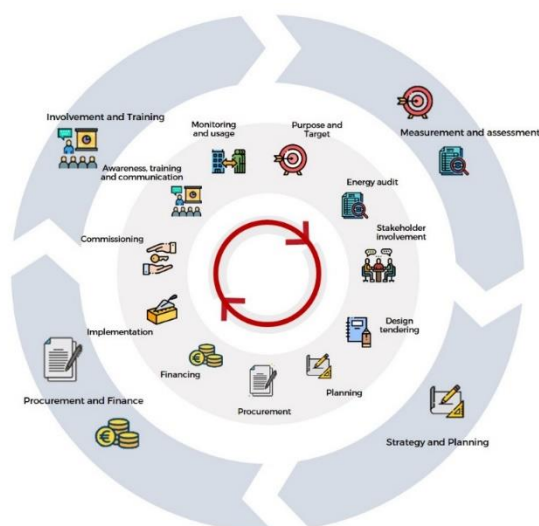 Involvement and Training
Measurement and assessment
Strategy and Planning
Procurement and Finance
Monitoring
and usage
Purpose and
Target
Energy audit
Stakeholder
involvement
Design
tendering
Planning
Procurement
Financing
Implementation
Commissioning
Awareness, training
and communication